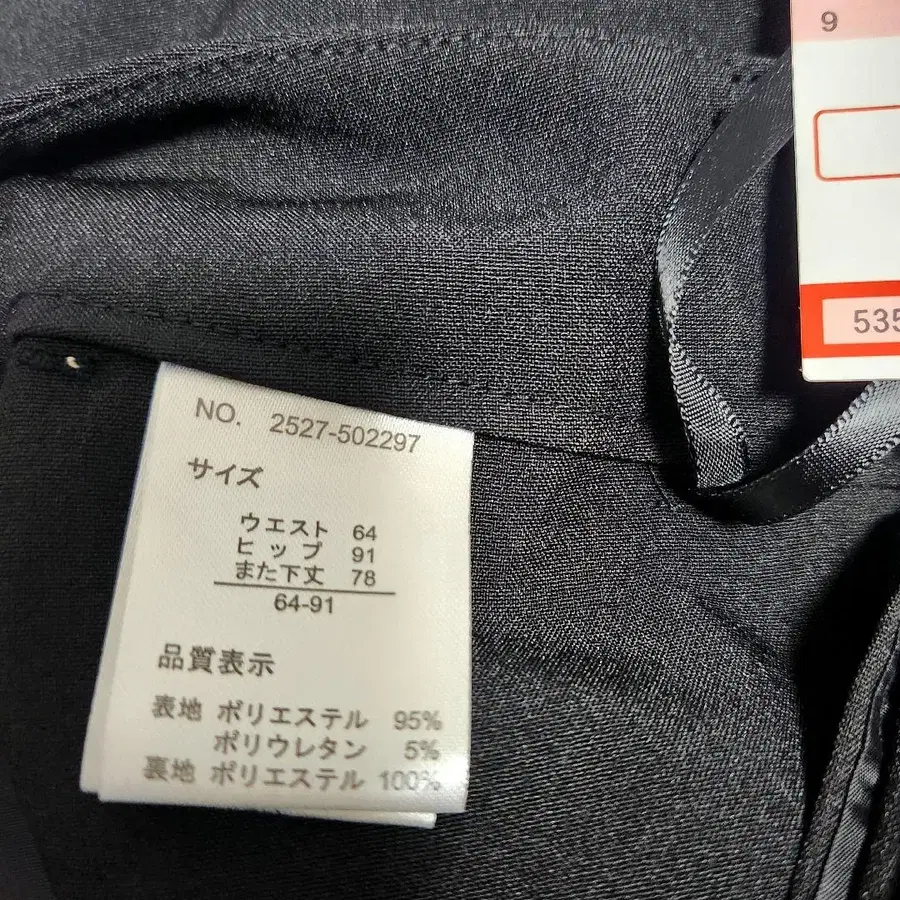 9
535
NO. 2527-502297
サイズ
ウエスト 64
ヒップ 91
また下丈 78
64-91
品質表示
表地 ポリエステル 95%
ポリウレタン 5%
裏地 ポリエステル 100%